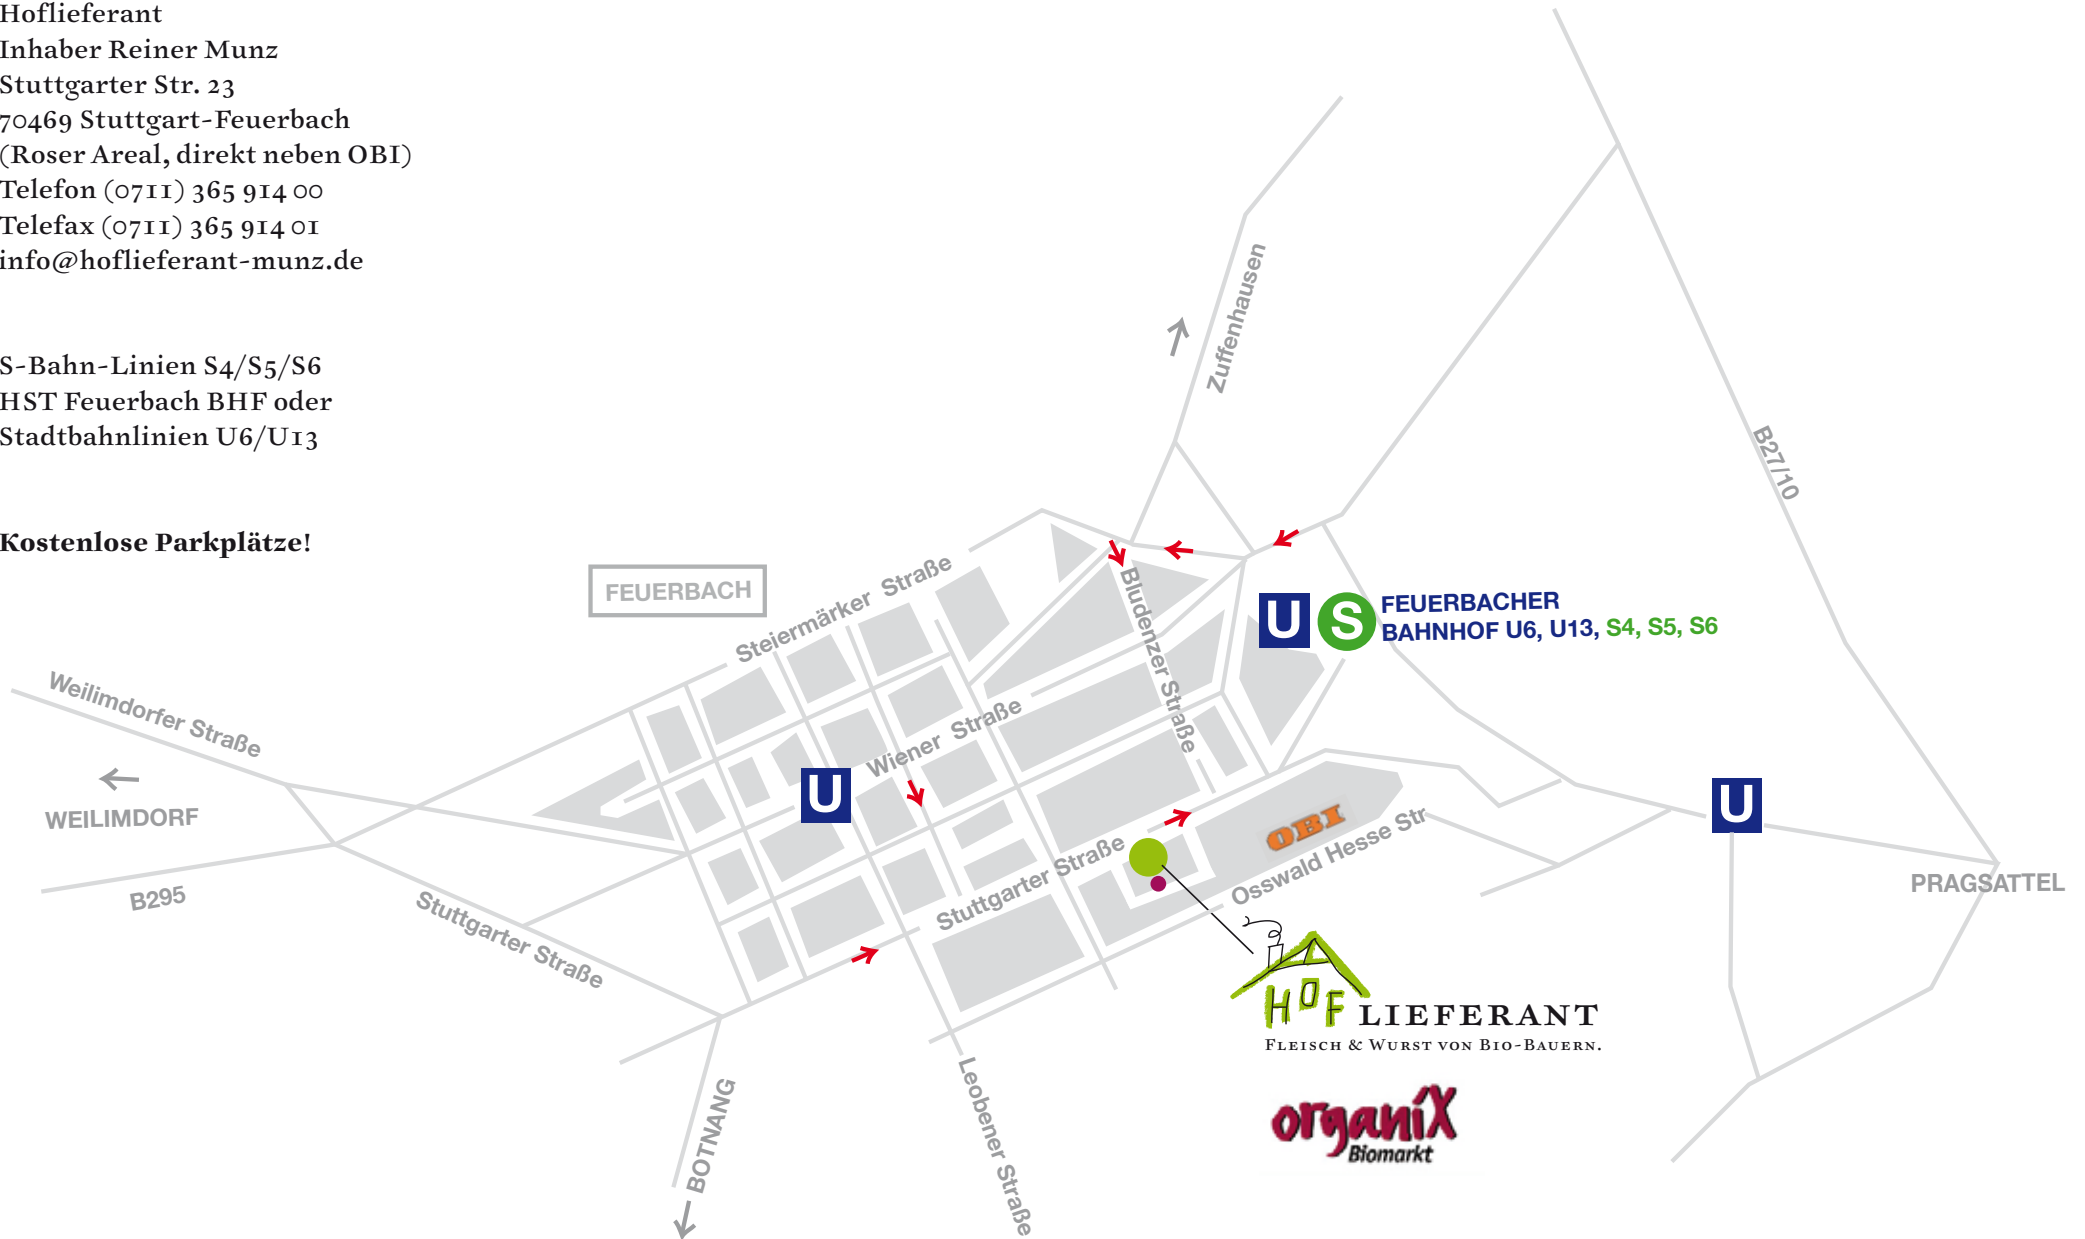 Hoflieferant
Inhaber Reiner Munz
Stuttgarter Str. 23
70469 Stuttgart-Feuerbach
(Roser Areal, direkt neben OBI)
Telefon (0711) 365 914 00
Telefax (0711) 365 914 01
info@hoflieferant-munz.de
S-Bahn-Linien S4/S5/S6
HST Feuerbach BHF oder
Stadtbahnlinien U6/U13
Kostenlose Parkplätze!
Zuffenhausen
B27/10
FEUERBACH
Steiermärker Straße
Bludenzer Straße
U S FEUERBACHER
BAHNHOF U6, U13, S4, S5, S6
Weilimdorfer Straße
WEILIMDORF
B295
Stuttgarter Straße
Wiener Straße
U
U
OBI
Osswald Hesse Str
Stuttgarter Straße
PRAGSATTEL
HOF LIEFERANT
Fleisch & Wurst von Bio-Bauern.
organiX
Biomarkt
BOTNANG
Leobener Straße